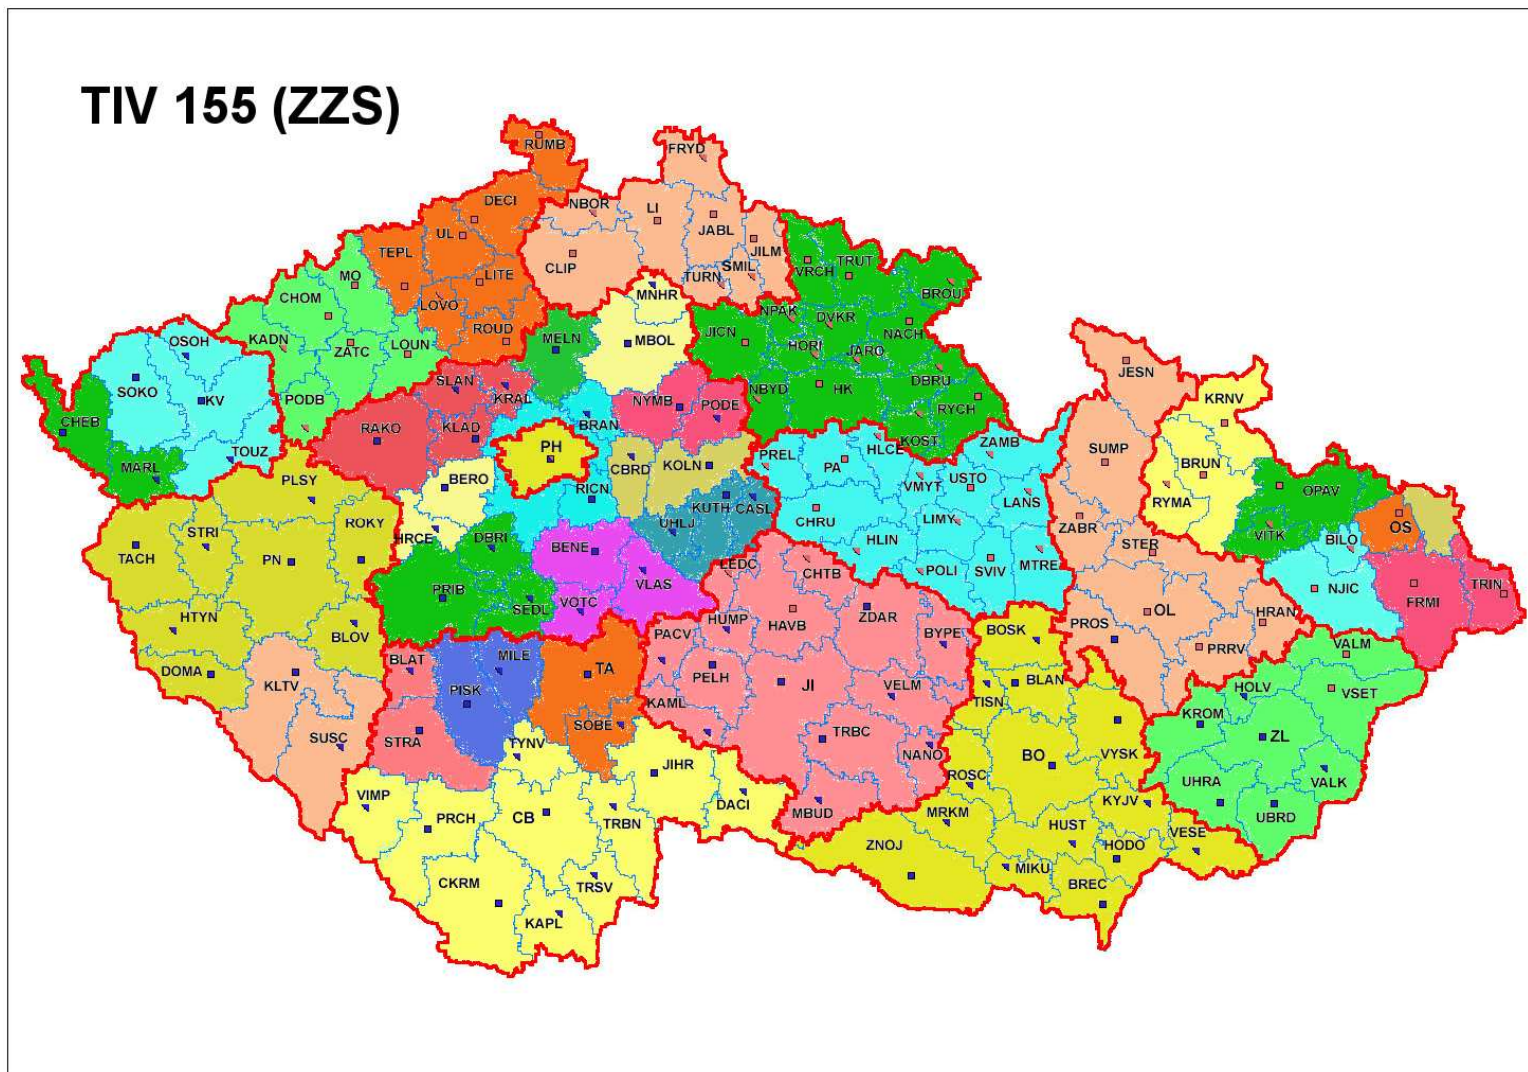 TIV 155 (ZZS)
RUMB
FRYD
DECI
NBOR
LI
JABL
UL
TEPL
CLIP
JILM
SMIL
TURN
VRCH
TRUT
BROU
MO
LITE
CHOM
LOVO
MNHR
NPAK
DVKR
NACH
ROUD
MELN
MBOL
JICN
OSOH
KADN
ZATC
LOUN
HORI
JARO
JESN
SOKO
KV
SLAN
KRAL
DBRU
PODB
NYMB
PODE
NBYD
HK
RYCH
KRNV
CHEB
RAKO
KLAD
BRAN
KOST
ZAMB
SUMP
MARL
TOUZ
PH
CBRD
KOLN
PREL
PA
HLCE
BRUN
PLSY
BERO
RICN
VMYT
USTO
LANS
RYMA
OPAV
KUTH
CASL
CHRU
LIMY
ZABR
STRI
ROKY
HRCE
DBRI
UHLJ
HLIN
STER
VITK
BILO
OS
TACH
PN
BENE
LEDC
CHTB
POLI
SVIV
MTRE
VLAS
PRIB
SEDL
VOTC
NJIC
FRMI
TRIN
HTYN
BLOV
PACV
HUMP
HAVB
ZDAR
BYPE
BOSK
PROS
OL
HRAN
PRRV
VALM
DOMA
KLTV
BLAT
MILE
TA
PISK
PELH
JI
VELM
BLAN
TISN
HOLV
VSET
KAML
SUSC
STRA
SOBE
TYNV
TRBC
NANO
KROM
ZL
JIHR
BO
VYSK
ROSC
UHRA
VALK
VIMP
DACI
MBUD
KYJV
UBRD
PRCH
CB
TRBN
MRKM
HUST
VESE
ZNOJ
HODO
CKRM
TRSV
MIKU
BREC
KAPL